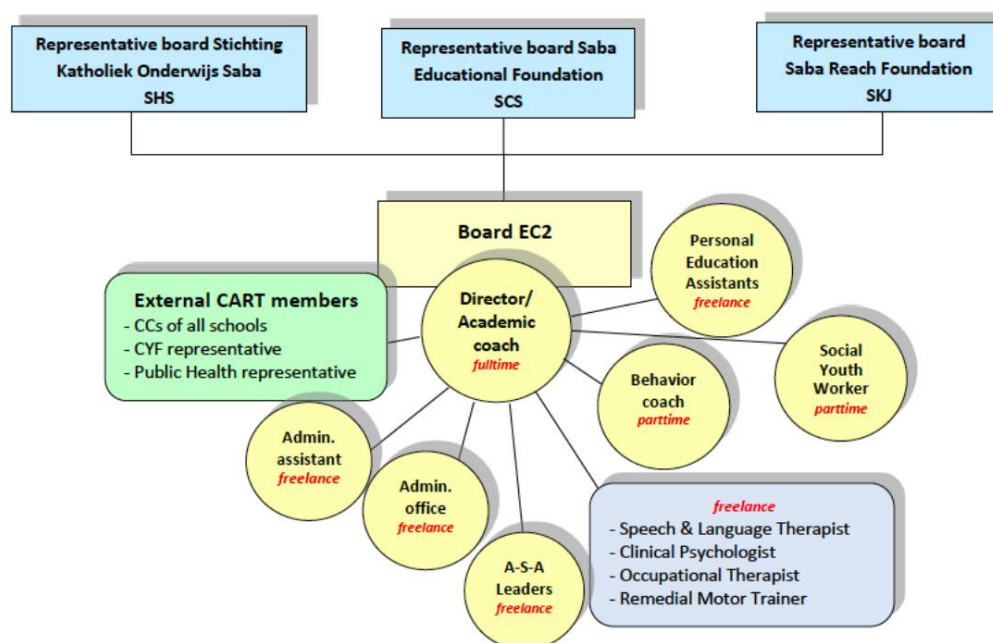 Representative board Stichting
Katholiek Onderwijs Saba
SHS
Representative board Saba
Educational Foundation
SCS
Representative board
Saba Reach Foundation
SKJ
Board EC2
Personal
Education
Assistants
freelance
External CART members
- CCs of all schools
- CYF representative
- Public Health representative
Director/
Academic
coach
fulltime
Social
Youth
Worker
parttime
Behavior
coach
parttime
Admin.
assistant
freelance
Admin.
office
freelance
A-S-A
Leaders
freelance
freelance
- Speech & Language Therapist
- Clinical Psychologist
- Occupational Therapist
- Remedial Motor Trainer